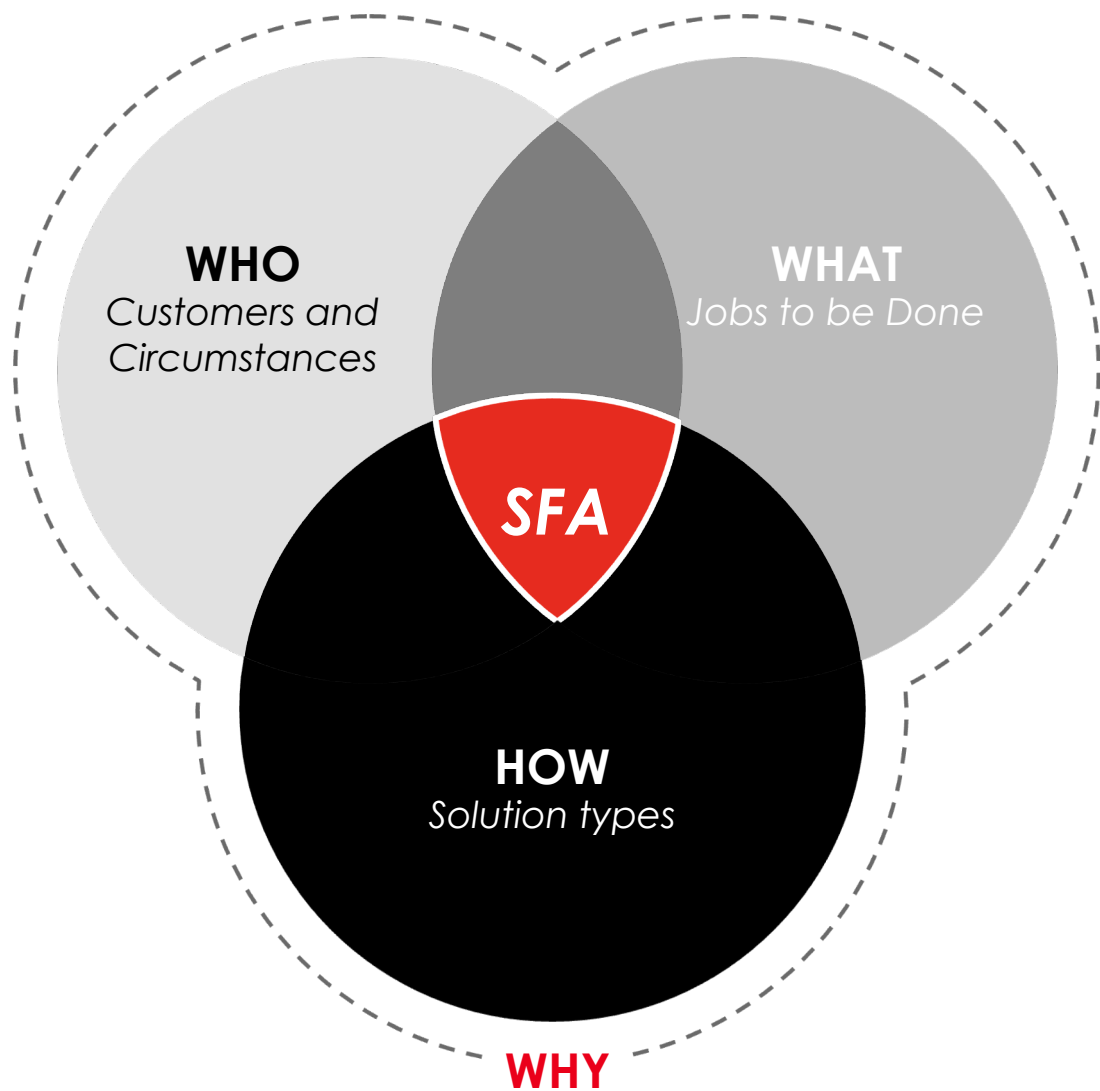 WHO
Customers and
Circumstances
WHAT
Jobs to be Done
SFA
HOW
Solution types
WHY